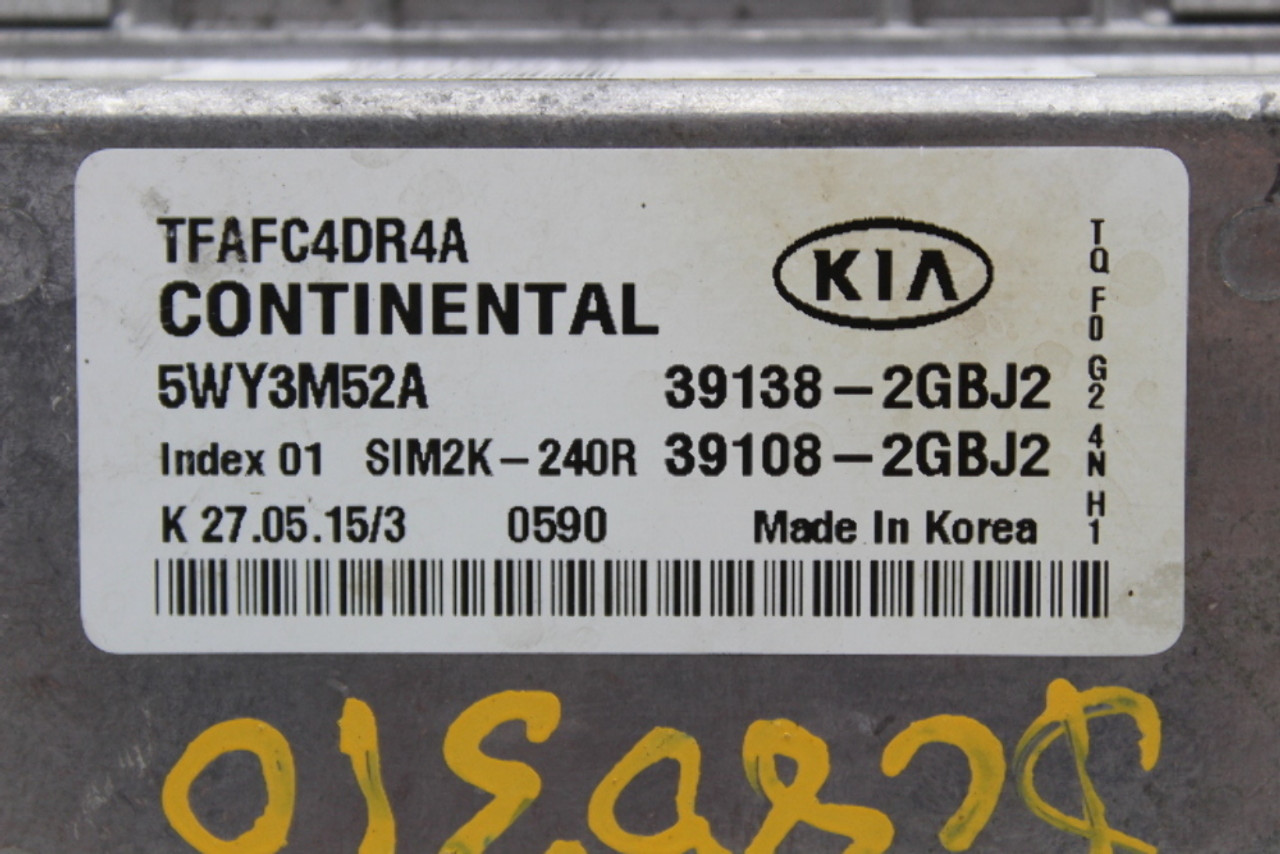 TFAFC4DR4A
KIA
CONTINENTAL
5WY3M52A 39138-2GBJ2
Index 01 SIM2K-240R 39108-2GBJ2
K 27.05.15/3 0590 Made In Korea
TQ F0 G2 4N H1